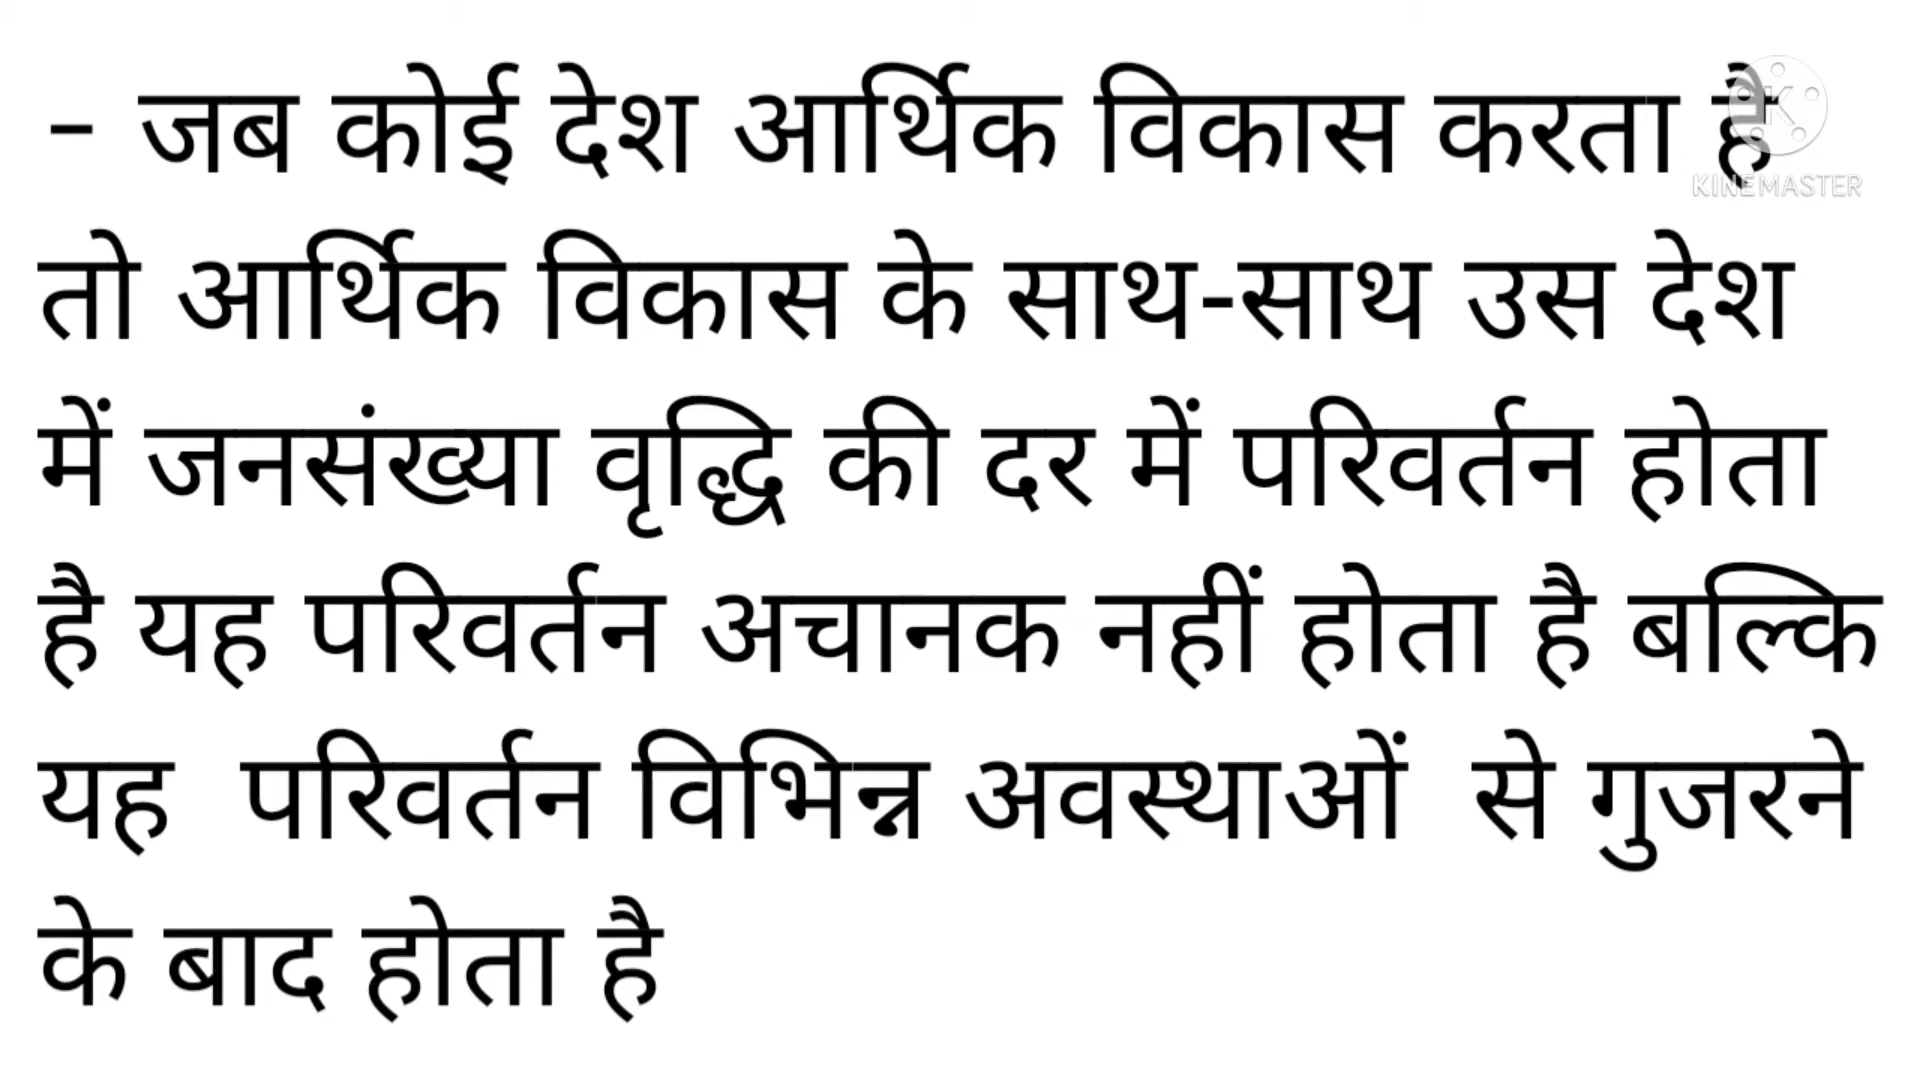 - जब कोई देश आर्थिक विकास करता है
KINEMASTER
तो आर्थिक विकास के साथ-साथ उस देश
में जनसंख्या वृद्धि की दर में परिवर्तन होता
है यह परिवर्तन अचानक नहीं होता है बल्कि
यह परिवर्तन विभिन्न अवस्थाओं से गुजरने
के बाद होता है